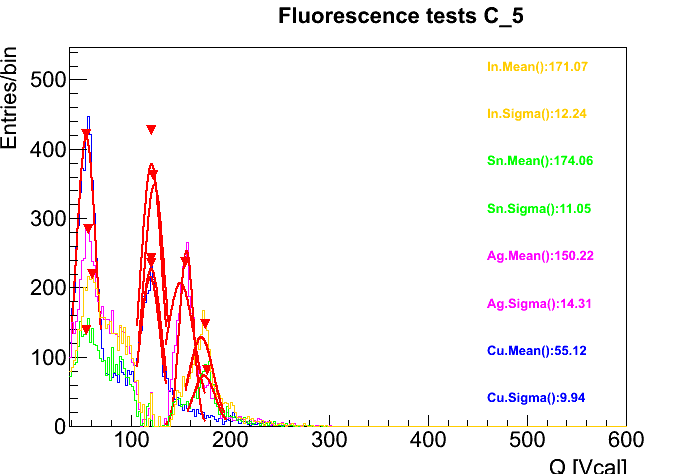 Fluorescence tests C_5
Entries/bin
500
400
300
200
100
0
100
200
300
400
500
600
Q [Vcal]
In.Mean():171.07
In.Sigma():12.24
Sn.Mean():174.06
Sn.Sigma():11.05
Ag.Mean():150.22
Ag.Sigma():14.31
Cu.Mean():55.12
Cu.Sigma():9.94